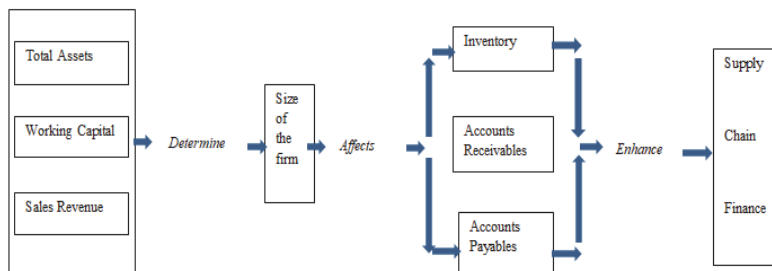 Total Assets
Working Capital
Sales Revenue
Determine
Size
of
the
firm
Affects
Inventory
Accounts
Receivables
Accounts
Payables
Enhance
Supply
Chain
Finance